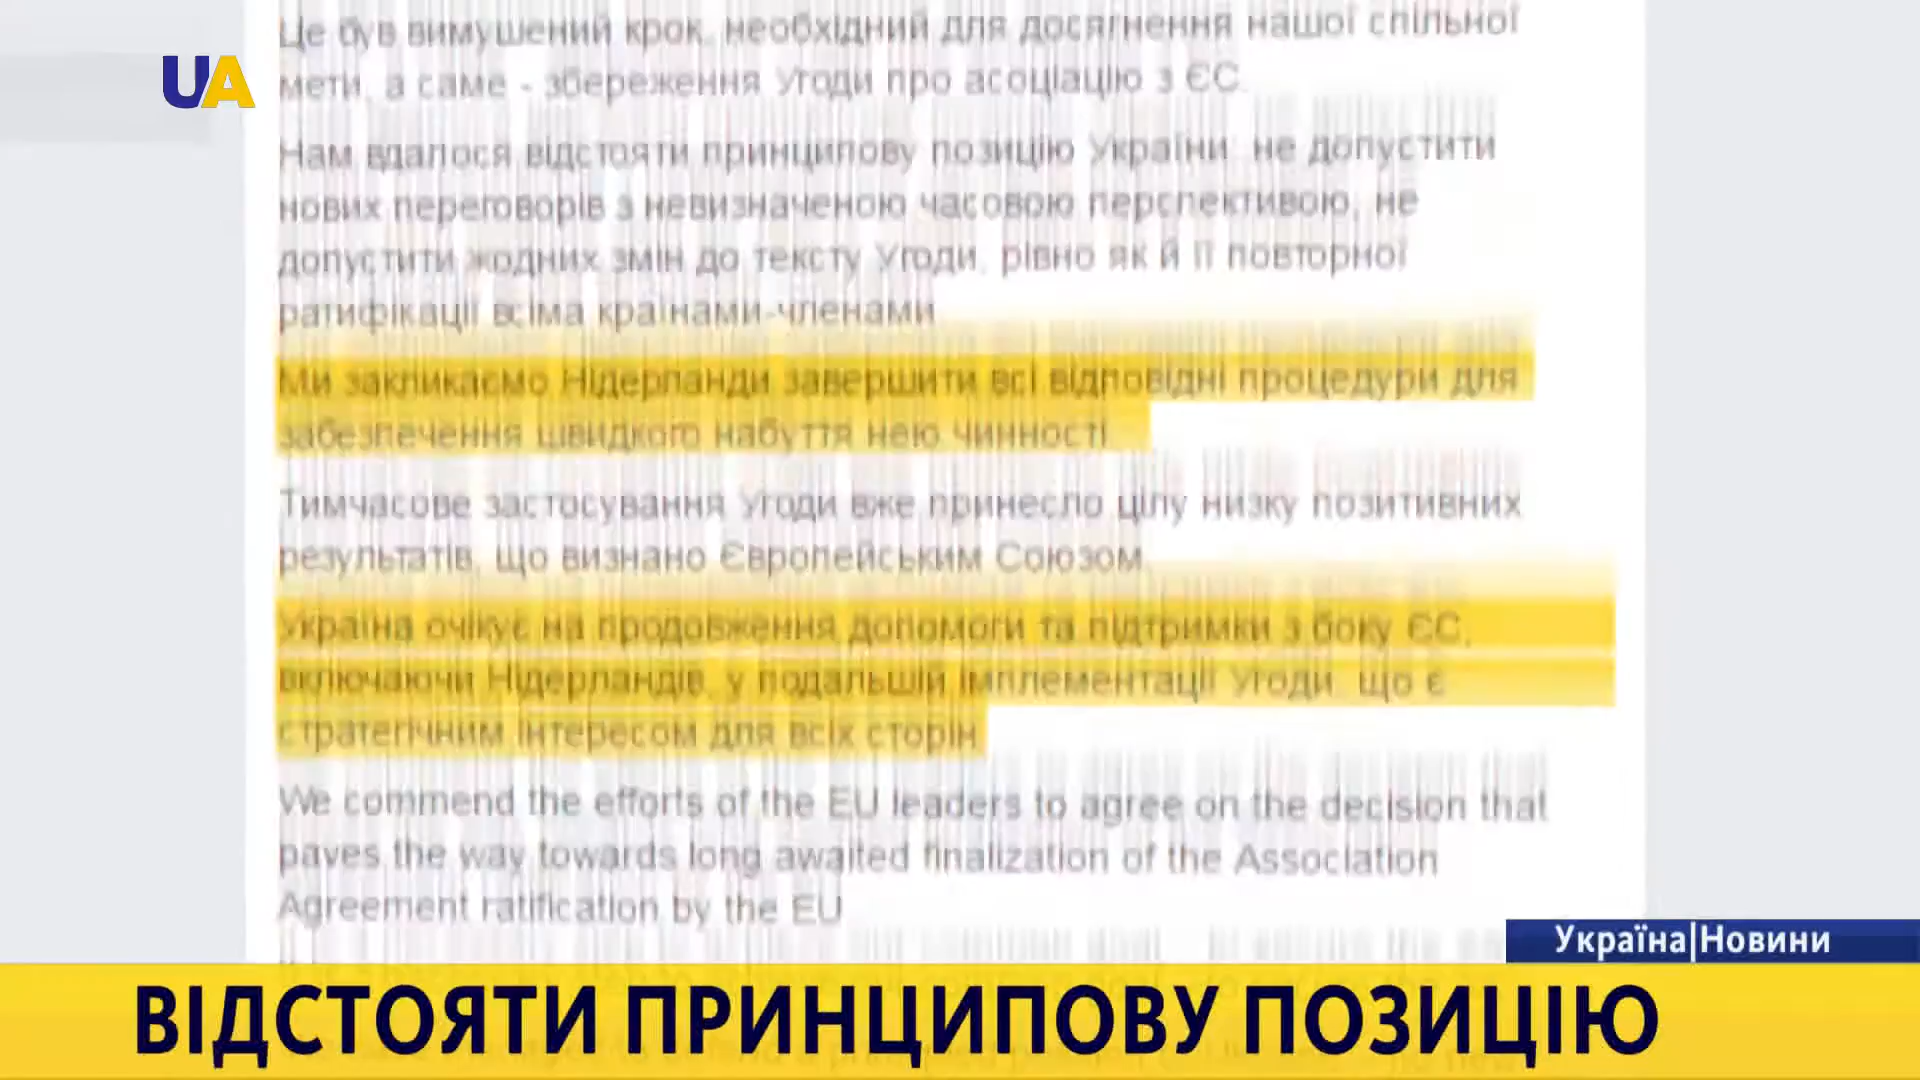 Це був вимушений крок, необхідний для досягнення нашої спільної
UA
мети, а саме - збереження Угоди про асоціацію з ЄС.
Нам вдалося відстояти принципову позицію України: не допустити
нових переговорів з невизначеною часовою перспективою, не
допустити жодних змін до тексту Угоди, рівно як й її повторної
ратифікації всіма країнами-членами.
Ми закликаємо Нідерланди завершити всі відповідні процедури для
забезпечення швидкого набуття нею чинності.
Тимчасове застосування Угоди вже принесло цілу низку позитивних
результатів, що визнано Європейським Союзом.
Україна очікує на продовження допомоги та підтримки з боку ЄС,
включаючи Нідерландів, у подальшій імплементації Угоди, що є
стратегічним інтересом для всіх сторін.
We commend the efforts of the EU leaders to agree on the decision that
paves the way towards long awaited finalization of the Association
Agreement ratification by the EU
Україна|Новини
ВІДСТОЯТИ ПРИНЦИПОВУ ПОЗИЦІЮ